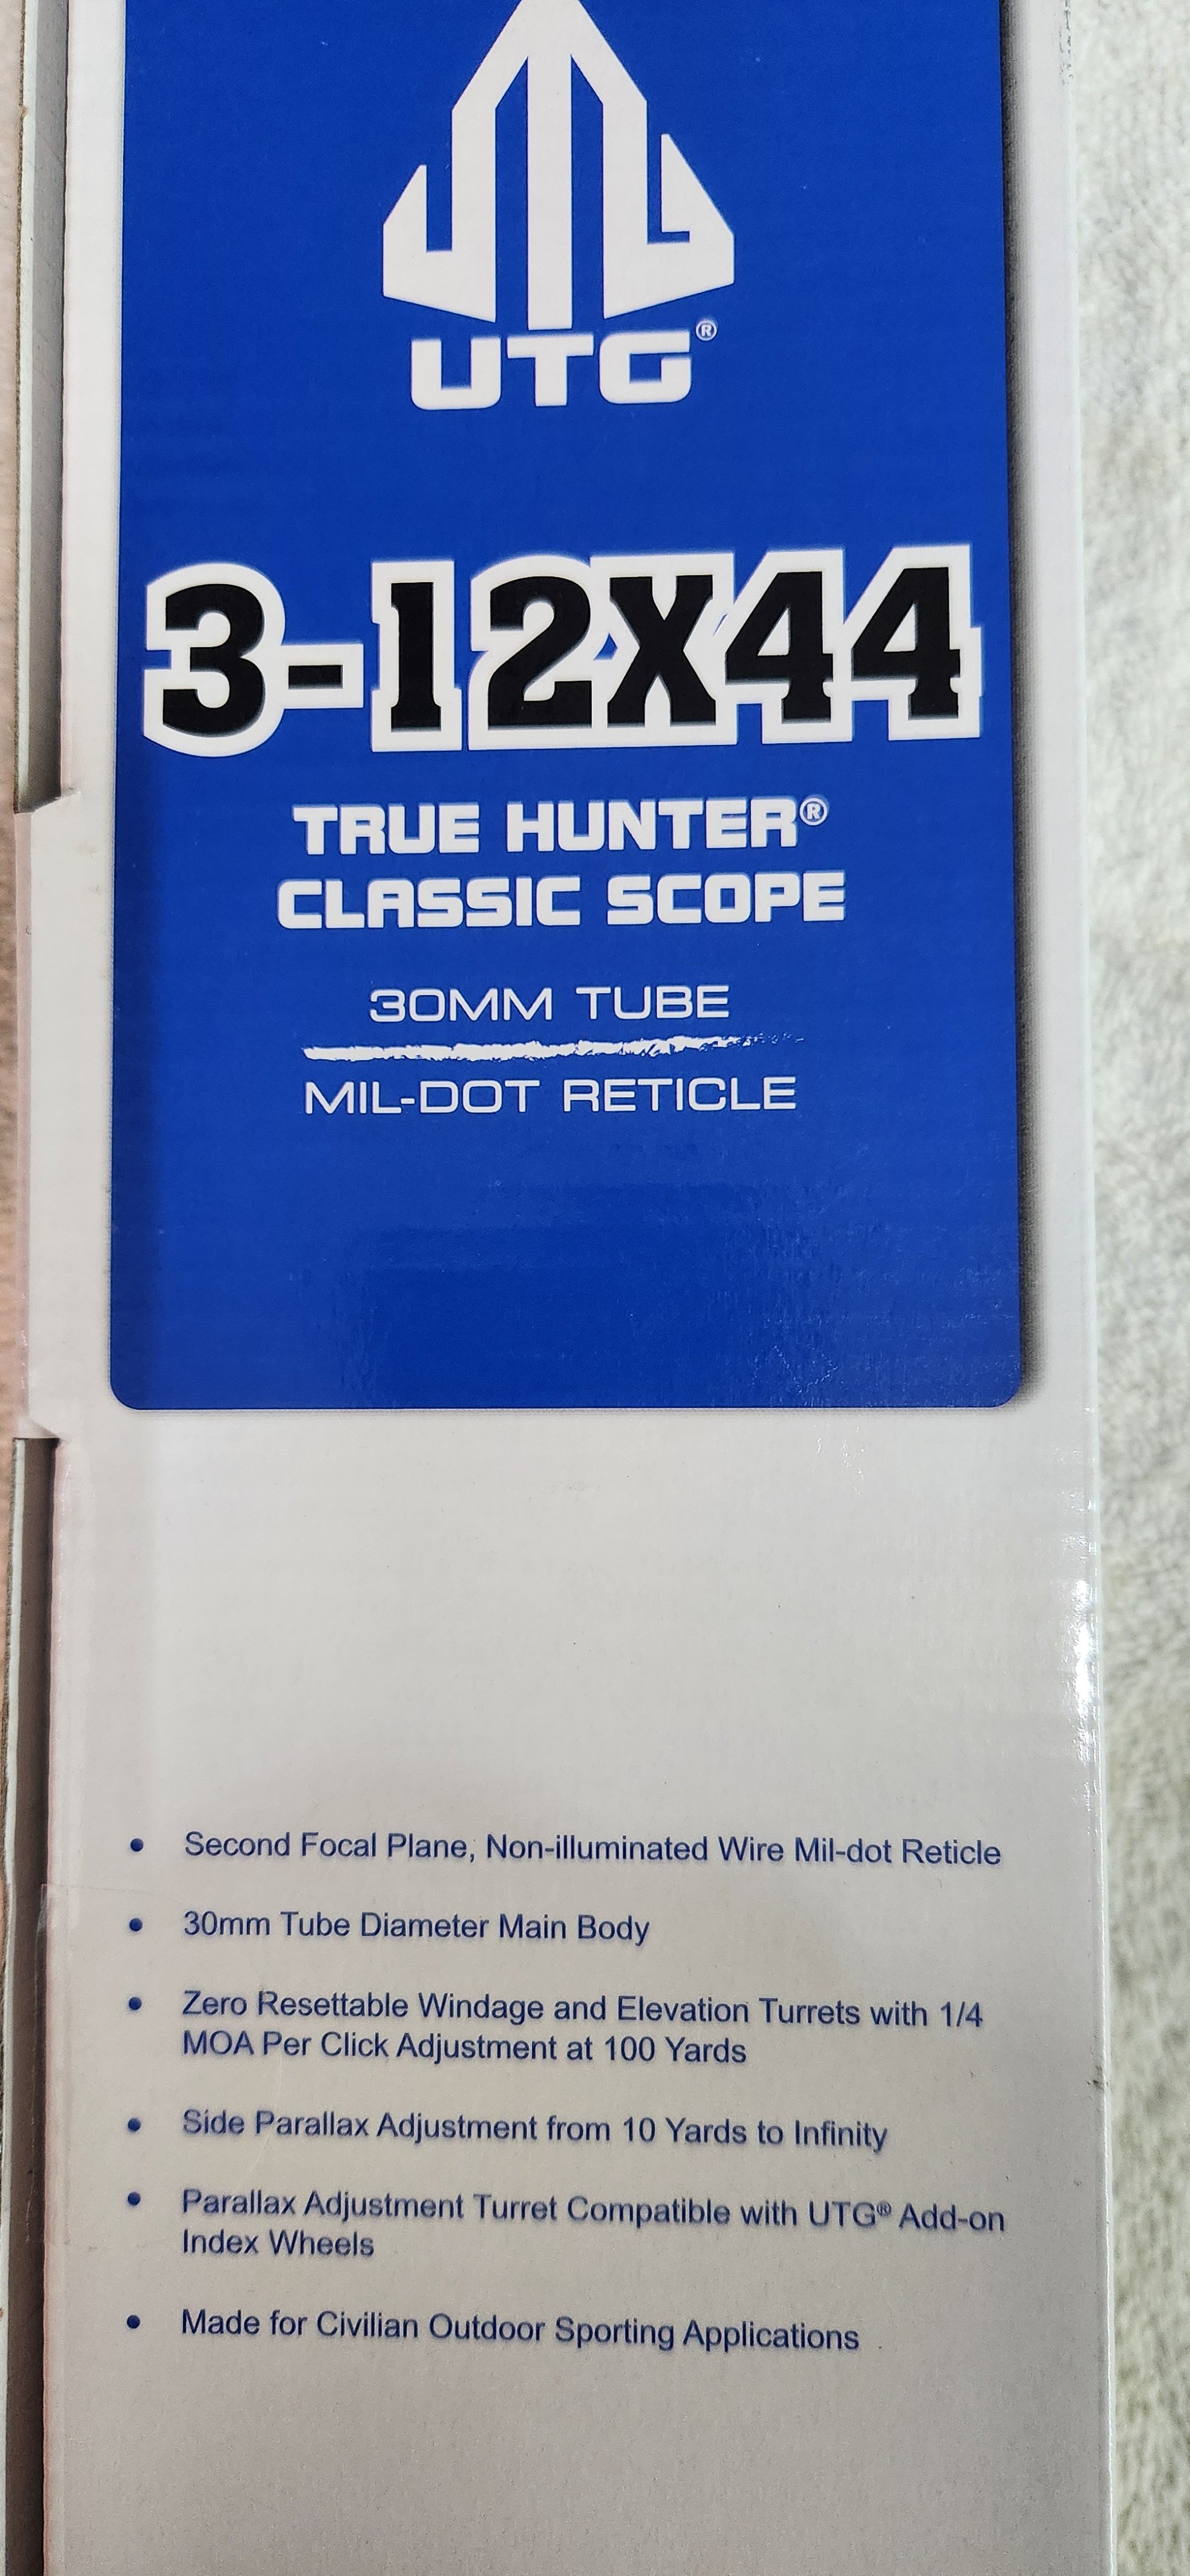 UTG®
3-12X44
TRUE HUNTER®
CLASSIC SCOPE
30MM TUBE
MIL-DOT RETICLE
• Second Focal Plane, Non-illuminated Wire Mil-dot Reticle
• 30mm Tube Diameter Main Body
• Zero Resettable Windage and Elevation Turrets with 1/4
MOA Per Click Adjustment at 100 Yards
• Side Parallax Adjustment from 10 Yards to Infinity
• Parallax Adjustment Turret Compatible with UTG® Add-on
Index Wheels
• Made for Civilian Outdoor Sporting Applications